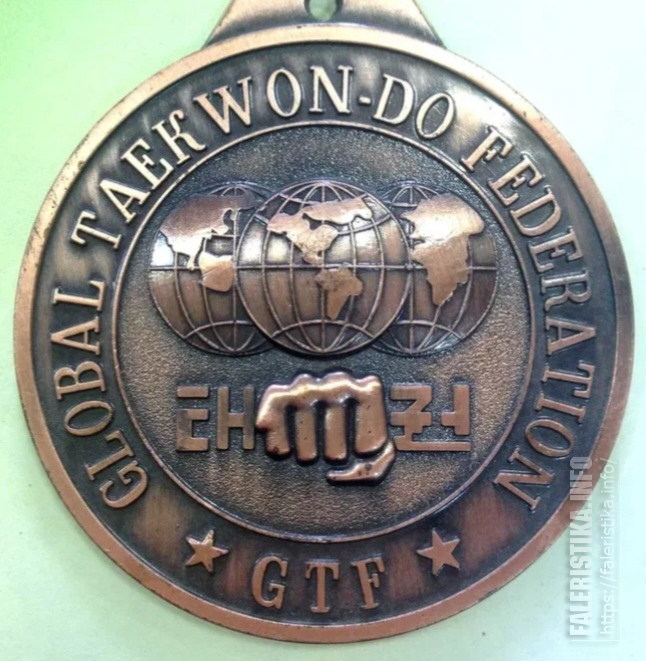 GLOBAL TAEKWON-DO FEDERATION
태권
GTF
FALERISTIKA.INFO
https://faleristika.info/